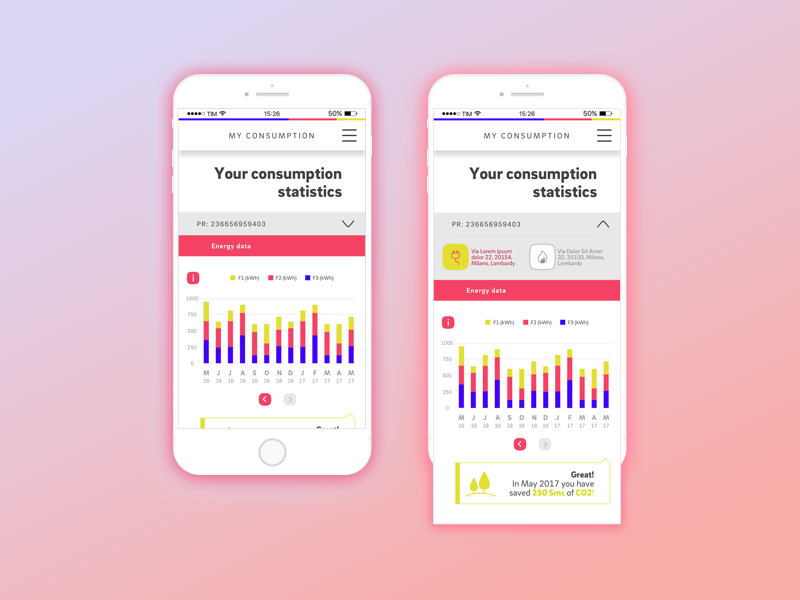 TIM 15:26 50%
MY CONSUMPTION
Your consumption
statistics
PR: 236656959403
Energy data
i F1 (kWh) F2 (kWh) F3 (kWh)
1000
750
500
250
0
M J J A S O N D J F M A M
16 16 16 16 16 16 16 16 17 17 17 17 17
Great!
TIM 15:26 50%
MY CONSUMPTION
Your consumption
statistics
PR: 236656959403
Via Lorem ipsum
dolor 22, 20154,
Milano, Lombardy
Via Dolor Sit Amet
32, 20106, Milano,
Lombardy
Energy data
i F1 (kWh) F2 (kWh) F3 (kWh)
1000
750
500
250
0
M J J A S O N D J F M A M
16 16 16 16 16 16 16 16 17 17 17 17 17
Great!
In May 2017 you have
saved 250 Smc of CO2!